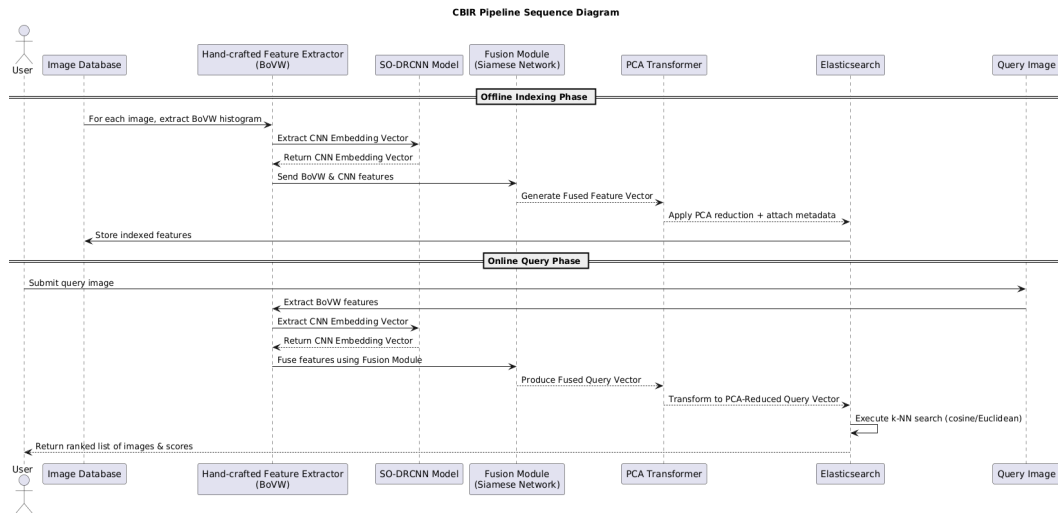 CBIR Pipeline Sequence Diagram
User
Image Database
Hand-crafted Feature Extractor
(BoVW)
SO-DRCNN Model
Fusion Module
(Siamese Network)
PCA Transformer
Elasticsearch
Query Image
Offline Indexing Phase
For each image, extract BoVW histogram
Extract CNN Embedding Vector
Return CNN Embedding Vector
Send BoVW & CNN features
Generate Fused Feature Vector
Apply PCA reduction + attach metadata
Store indexed features
Online Query Phase
Submit query image
Extract BoVW features
Extract CNN Embedding Vector
Return CNN Embedding Vector
Fuse features using Fusion Module
Produce Fused Query Vector
Transform to PCA-Reduced Query Vector
Execute k-NN search (cosine/Euclidean)
Return ranked list of images & scores
User
Image Database
Hand-crafted Feature Extractor
(BoVW)
SO-DRCNN Model
Fusion Module
(Siamese Network)
PCA Transformer
Elasticsearch
Query Image